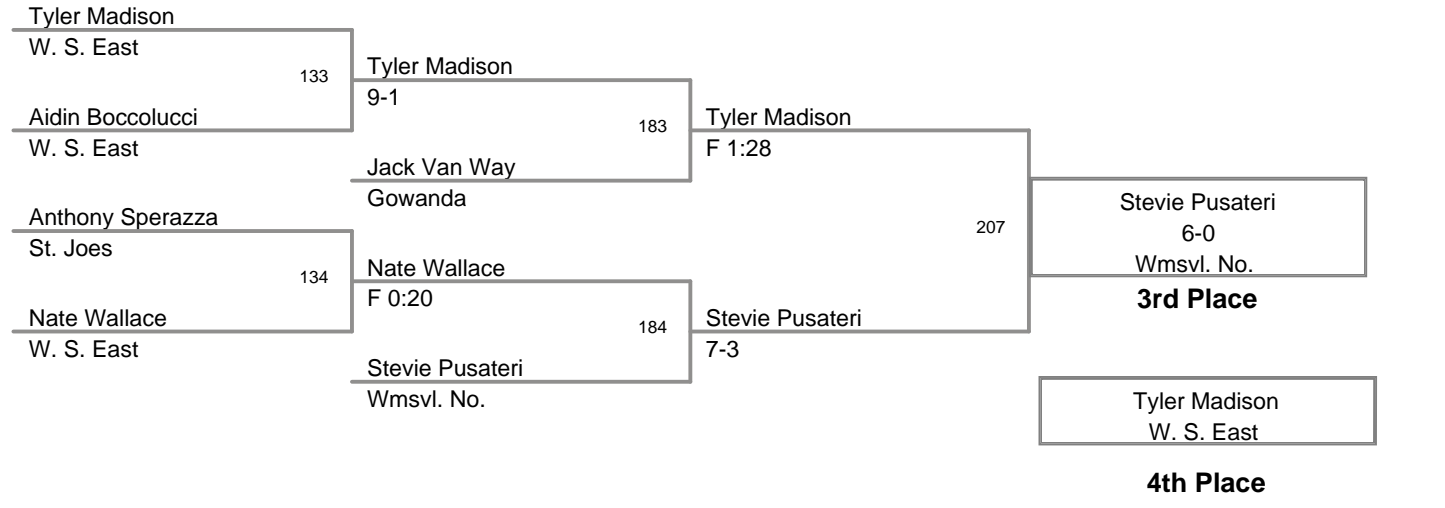 Tyler Madison
W. S. East
133
Aidin Boccolucci
W. S. East
Anthony Sperazza
St. Joes
134
Nate Wallace
W. S. East
Tyler Madison
9-1
183
Jack Van Way
Gowanda
Nate Wallace
F 0:20
184
Stevie Pusateri
Wmsvl. No.
Tyler Madison
F 1:28
207
Stevie Pusateri
7-3
Stevie Pusateri
6-0
Wmsvl. No.
3rd Place
Tyler Madison
W. S. East
4th Place